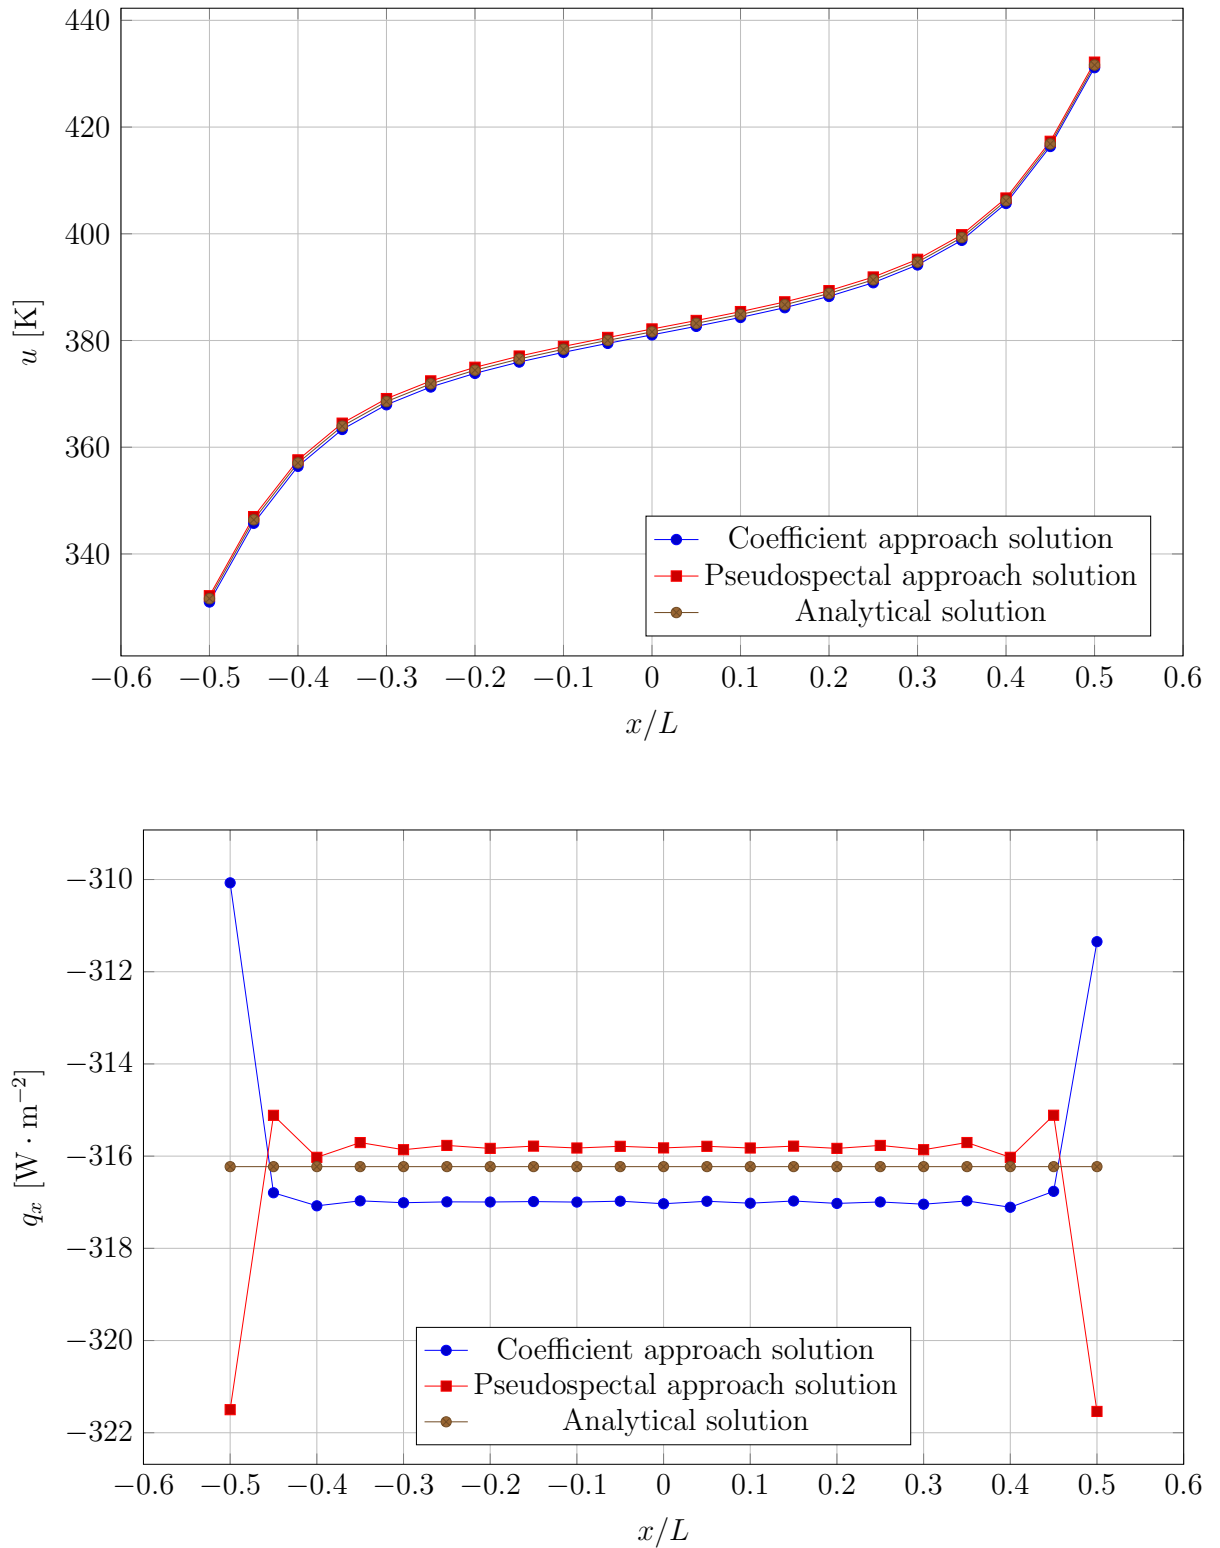 440
420
400
380
360
340
u [K]
−0.6 −0.5 −0.4 −0.3 −0.2 −0.1 0 0.1 0.2 0.3 0.4 0.5 0.6
x/L
Coefficient approach solution
Pseudospectal approach solution
Analytical solution
−310
−312
−314
−316
−318
−320
−322
q_x [W · m⁻²]
Coefficient approach solution
Pseudospectal approach solution
Analytical solution
−0.6 −0.5 −0.4 −0.3 −0.2 −0.1 0 0.1 0.2 0.3 0.4 0.5 0.6
x/L